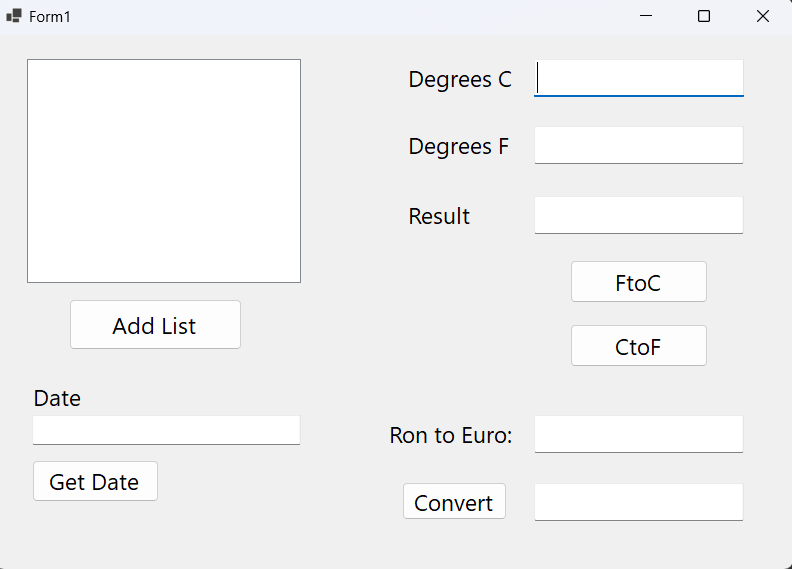 Form1
Degrees C
Degrees F
Result
FtoC
CtoF
Add List
Date
Get Date
Ron to Euro:
Convert